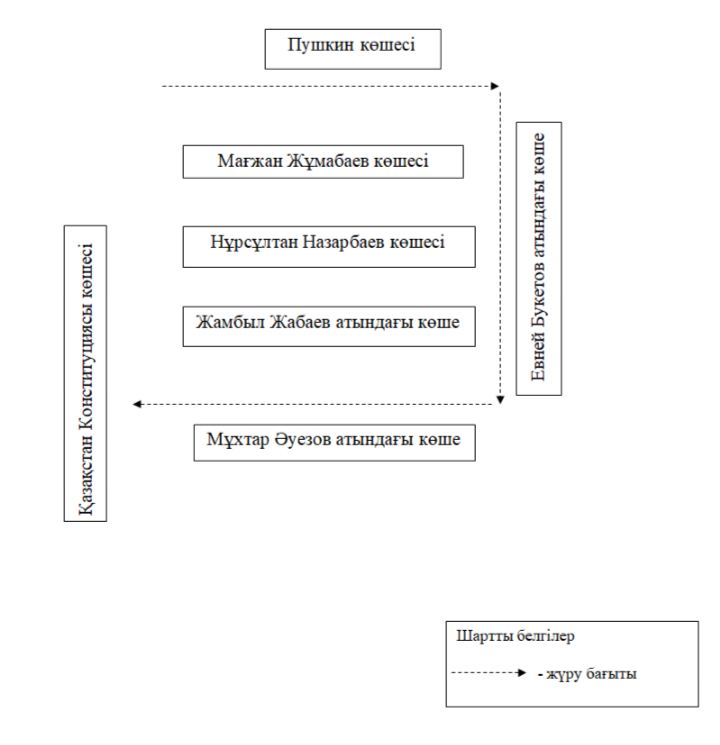 Пушкин көшесі
Мағжан Жұмабаев көшесі
Нұрсұлтан Назарбаев көшесі
Жамбыл Жабаев атындағы көше
Мұхтар Әуезов атындағы көше
Қазақстан Конституциясы көшесі
Евней Букетов атындағы көше
Шартты белгілер
- жүру бағыты